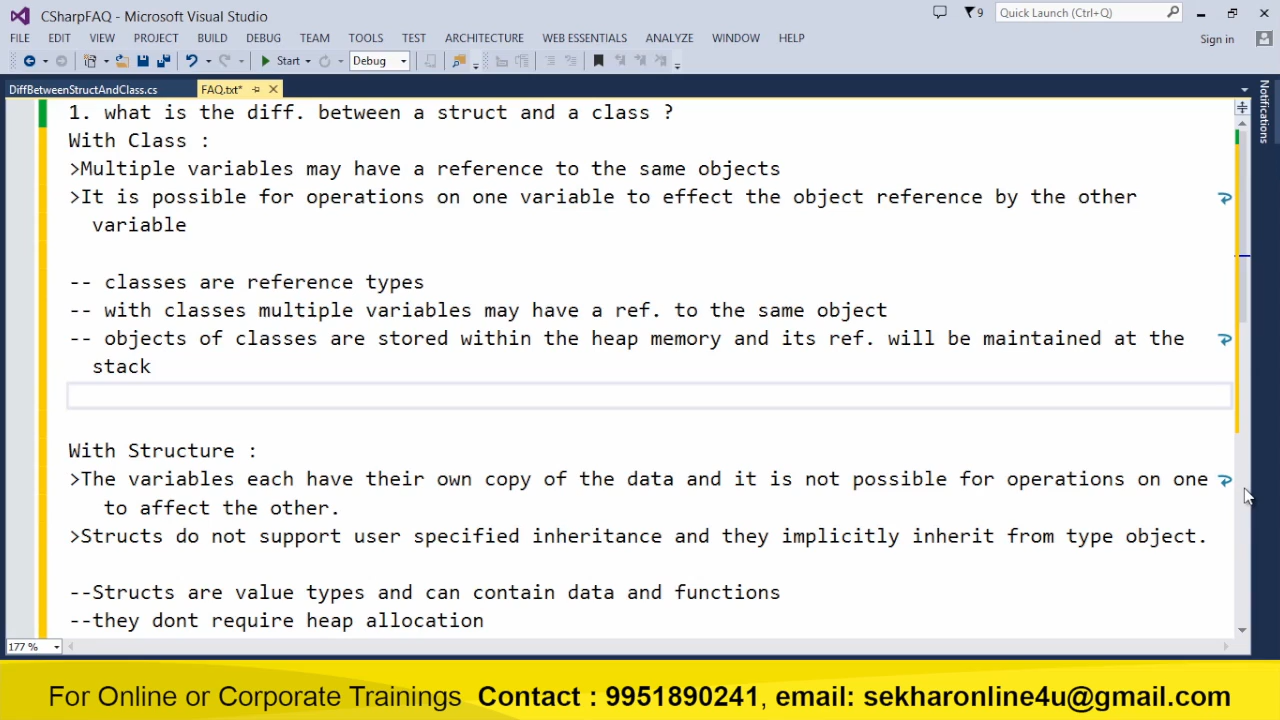 CSharpFAQ - Microsoft Visual Studio
9
Quick Launch (Ctrl+Q)
FILE EDIT VIEW PROJECT BUILD DEBUG TEAM TOOLS TEST ARCHITECTURE WEB ESSENTIALS ANALYZE WINDOW HELP
Sign in
Start Debug
DiffBetweenStructAndClass.cs FAQ.txt*
Notifications
1. what is the diff. between a struct and a class ?
With Class :
>Multiple variables may have a reference to the same objects
>It is possible for operations on one variable to effect the object reference by the other
variable
-- classes are reference types
-- with classes multiple variables may have a ref. to the same object
-- objects of classes are stored within the heap memory and its ref. will be maintained at the
stack
With Structure :
>The variables each have their own copy of the data and it is not possible for operations on one
to affect the other.
>Structs do not support user specified inheritance and they implicitly inherit from type object.
--Structs are value types and can contain data and functions
--they dont require heap allocation
177 %
For Online or Corporate Trainings Contact : 9951890241, email: sekharonline4u@gmail.com